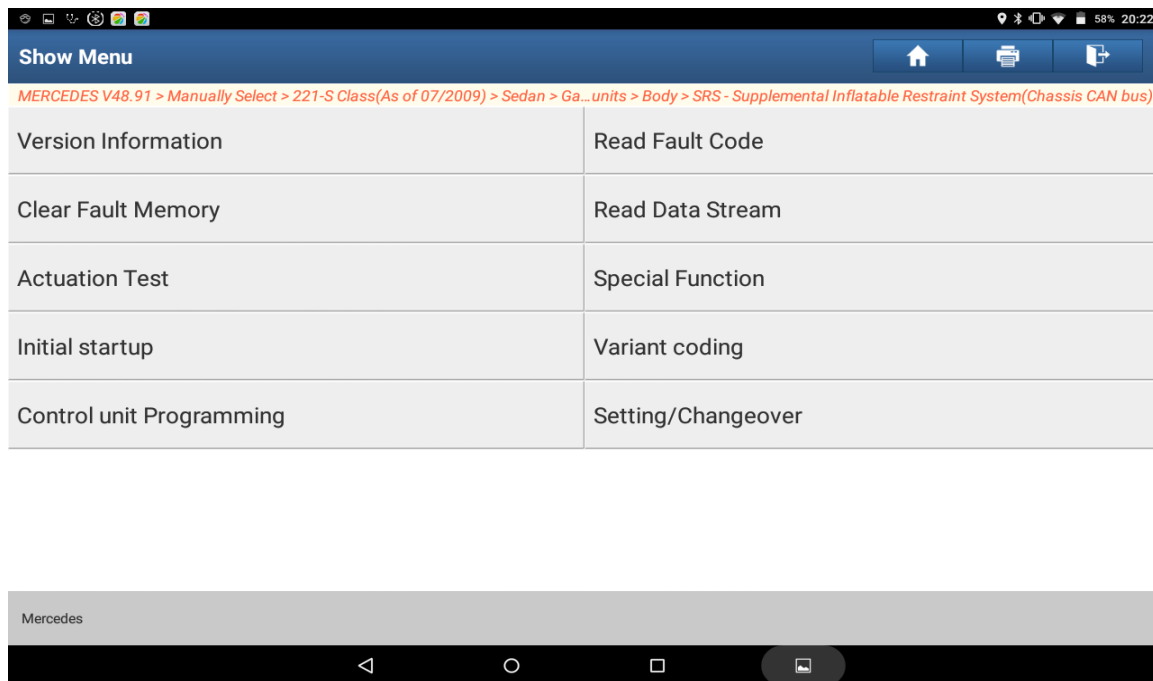 58% 20:22
Show Menu
MERCEDES V48.91 > Manually Select > 221-S Class(As of 07/2009) > Sedan > Ga...units > Body > SRS - Supplemental Inflatable Restraint System(Chassis CAN bus)
Version Information
Read Fault Code
Clear Fault Memory
Read Data Stream
Actuation Test
Special Function
Initial startup
Variant coding
Control unit Programming
Setting/Changeover
Mercedes